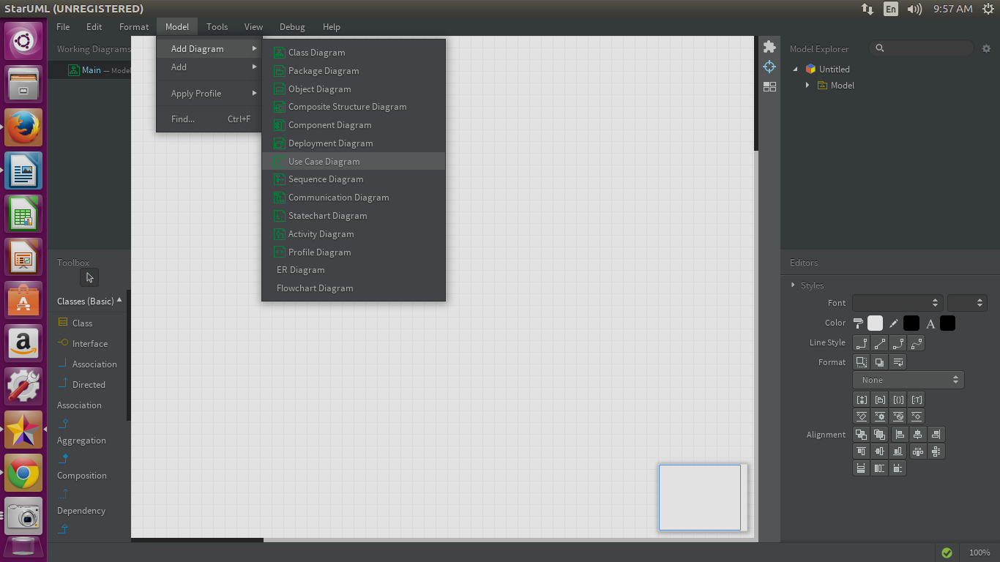 StarUML (UNREGISTERED)
En
9:57 AM
File Edit Format Model Tools View Debug Help
Working Diagrams
Main — Model
Add Diagram
Add
Apply Profile
Find... Ctrl+F
Class Diagram
Package Diagram
Object Diagram
Composite Structure Diagram
Component Diagram
Deployment Diagram
Use Case Diagram
Sequence Diagram
Communication Diagram
Statechart Diagram
Activity Diagram
Profile Diagram
ER Diagram
Flowchart Diagram
Toolbox
Classes (Basic)
Class
Interface
Association
Directed
Association
Aggregation
Composition
Dependency
Model Explorer
Untitled
Model
Editors
Styles
Font
Color
A
Line Style
Format
None
Alignment
100%